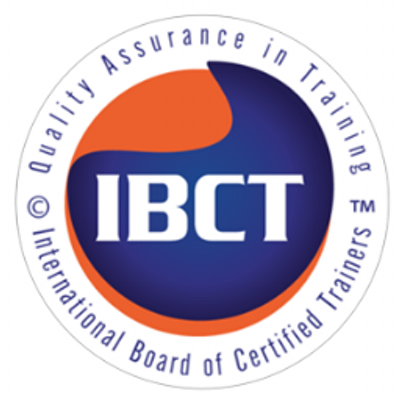 Quality Assurance in Training
IBCT
© International Board of Certified Trainers ™